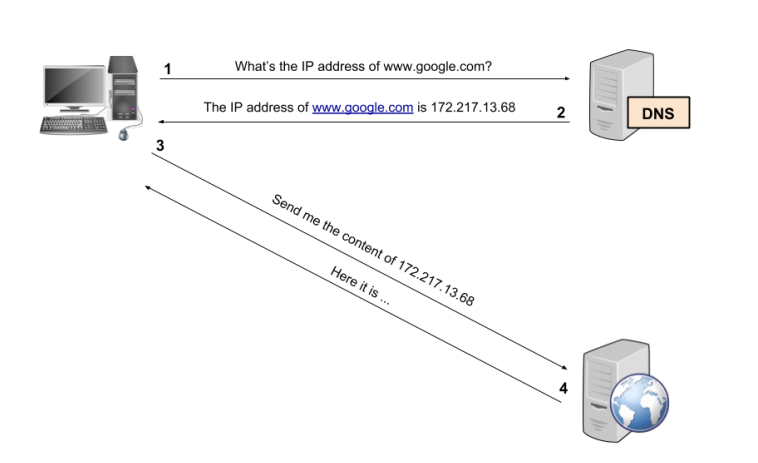 1
What's the IP address of www.google.com?
The IP address of www.google.com is 172.217.13.68
2
DNS
3
Send me the content of 172.217.13.68
Here it is ...
4